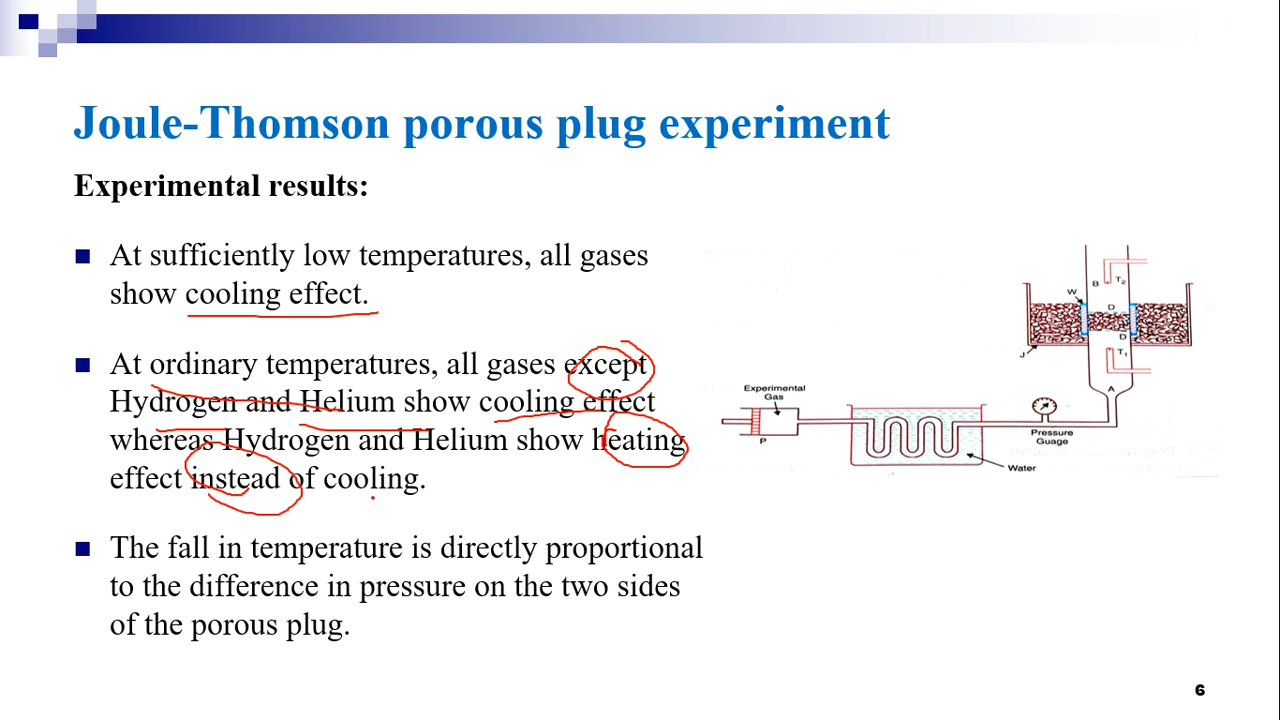 Joule-Thomson porous plug experiment
Experimental results:
At sufficiently low temperatures, all gases
show cooling effect.
At ordinary temperatures, all gases except
Hydrogen and Helium show cooling effect
whereas Hydrogen and Helium show heating
effect instead of cooling.
The fall in temperature is directly proportional
to the difference in pressure on the two sides
of the porous plug.
Experimental
Gas
P
Water
Pressure
Guage
A
T1
D
D
J
W
B
T2
6